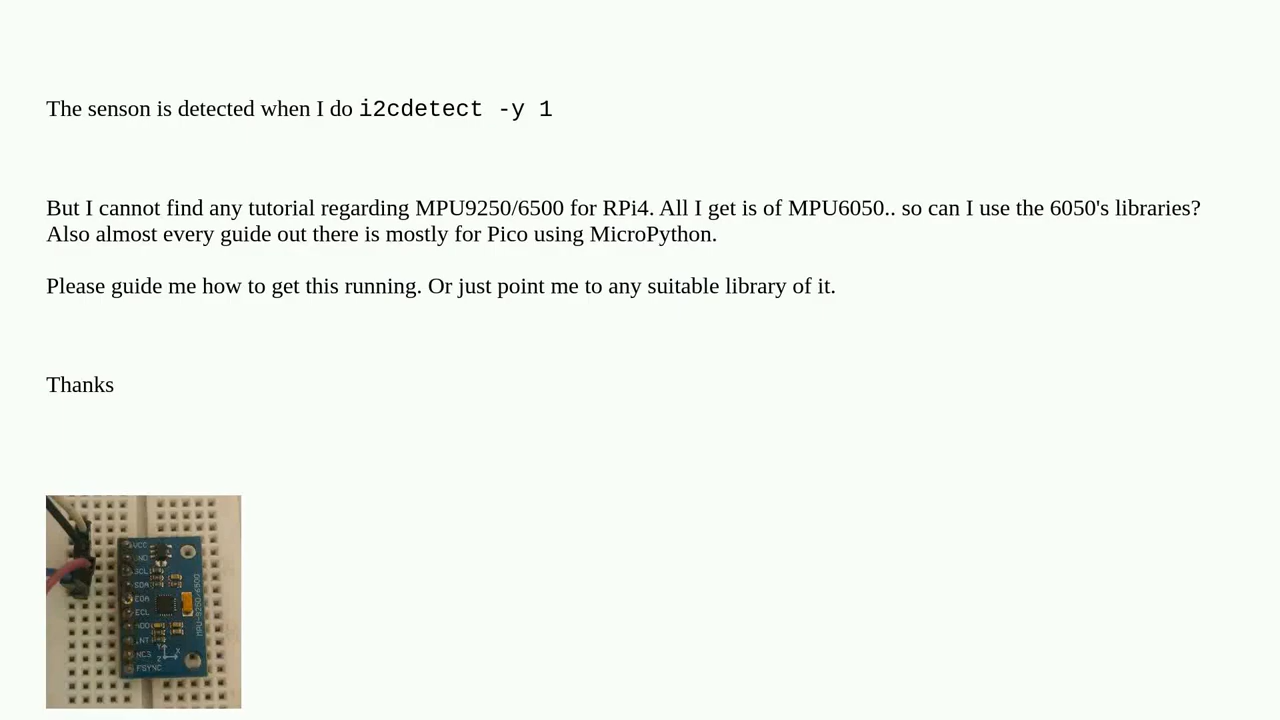 The senson is detected when I do i2cdetect -y 1
But I cannot find any tutorial regarding MPU9250/6500 for RPi4. All I get is of MPU6050.. so can I use the 6050's libraries?
Also almost every guide out there is mostly for Pico using MicroPython.
Please guide me how to get this running. Or just point me to any suitable library of it.
Thanks
VCC
GND
SCL
SDA
EDA
ECL
ADO
INT
NCS
FSYNC
MPU-9250/6500
Y
X
Z